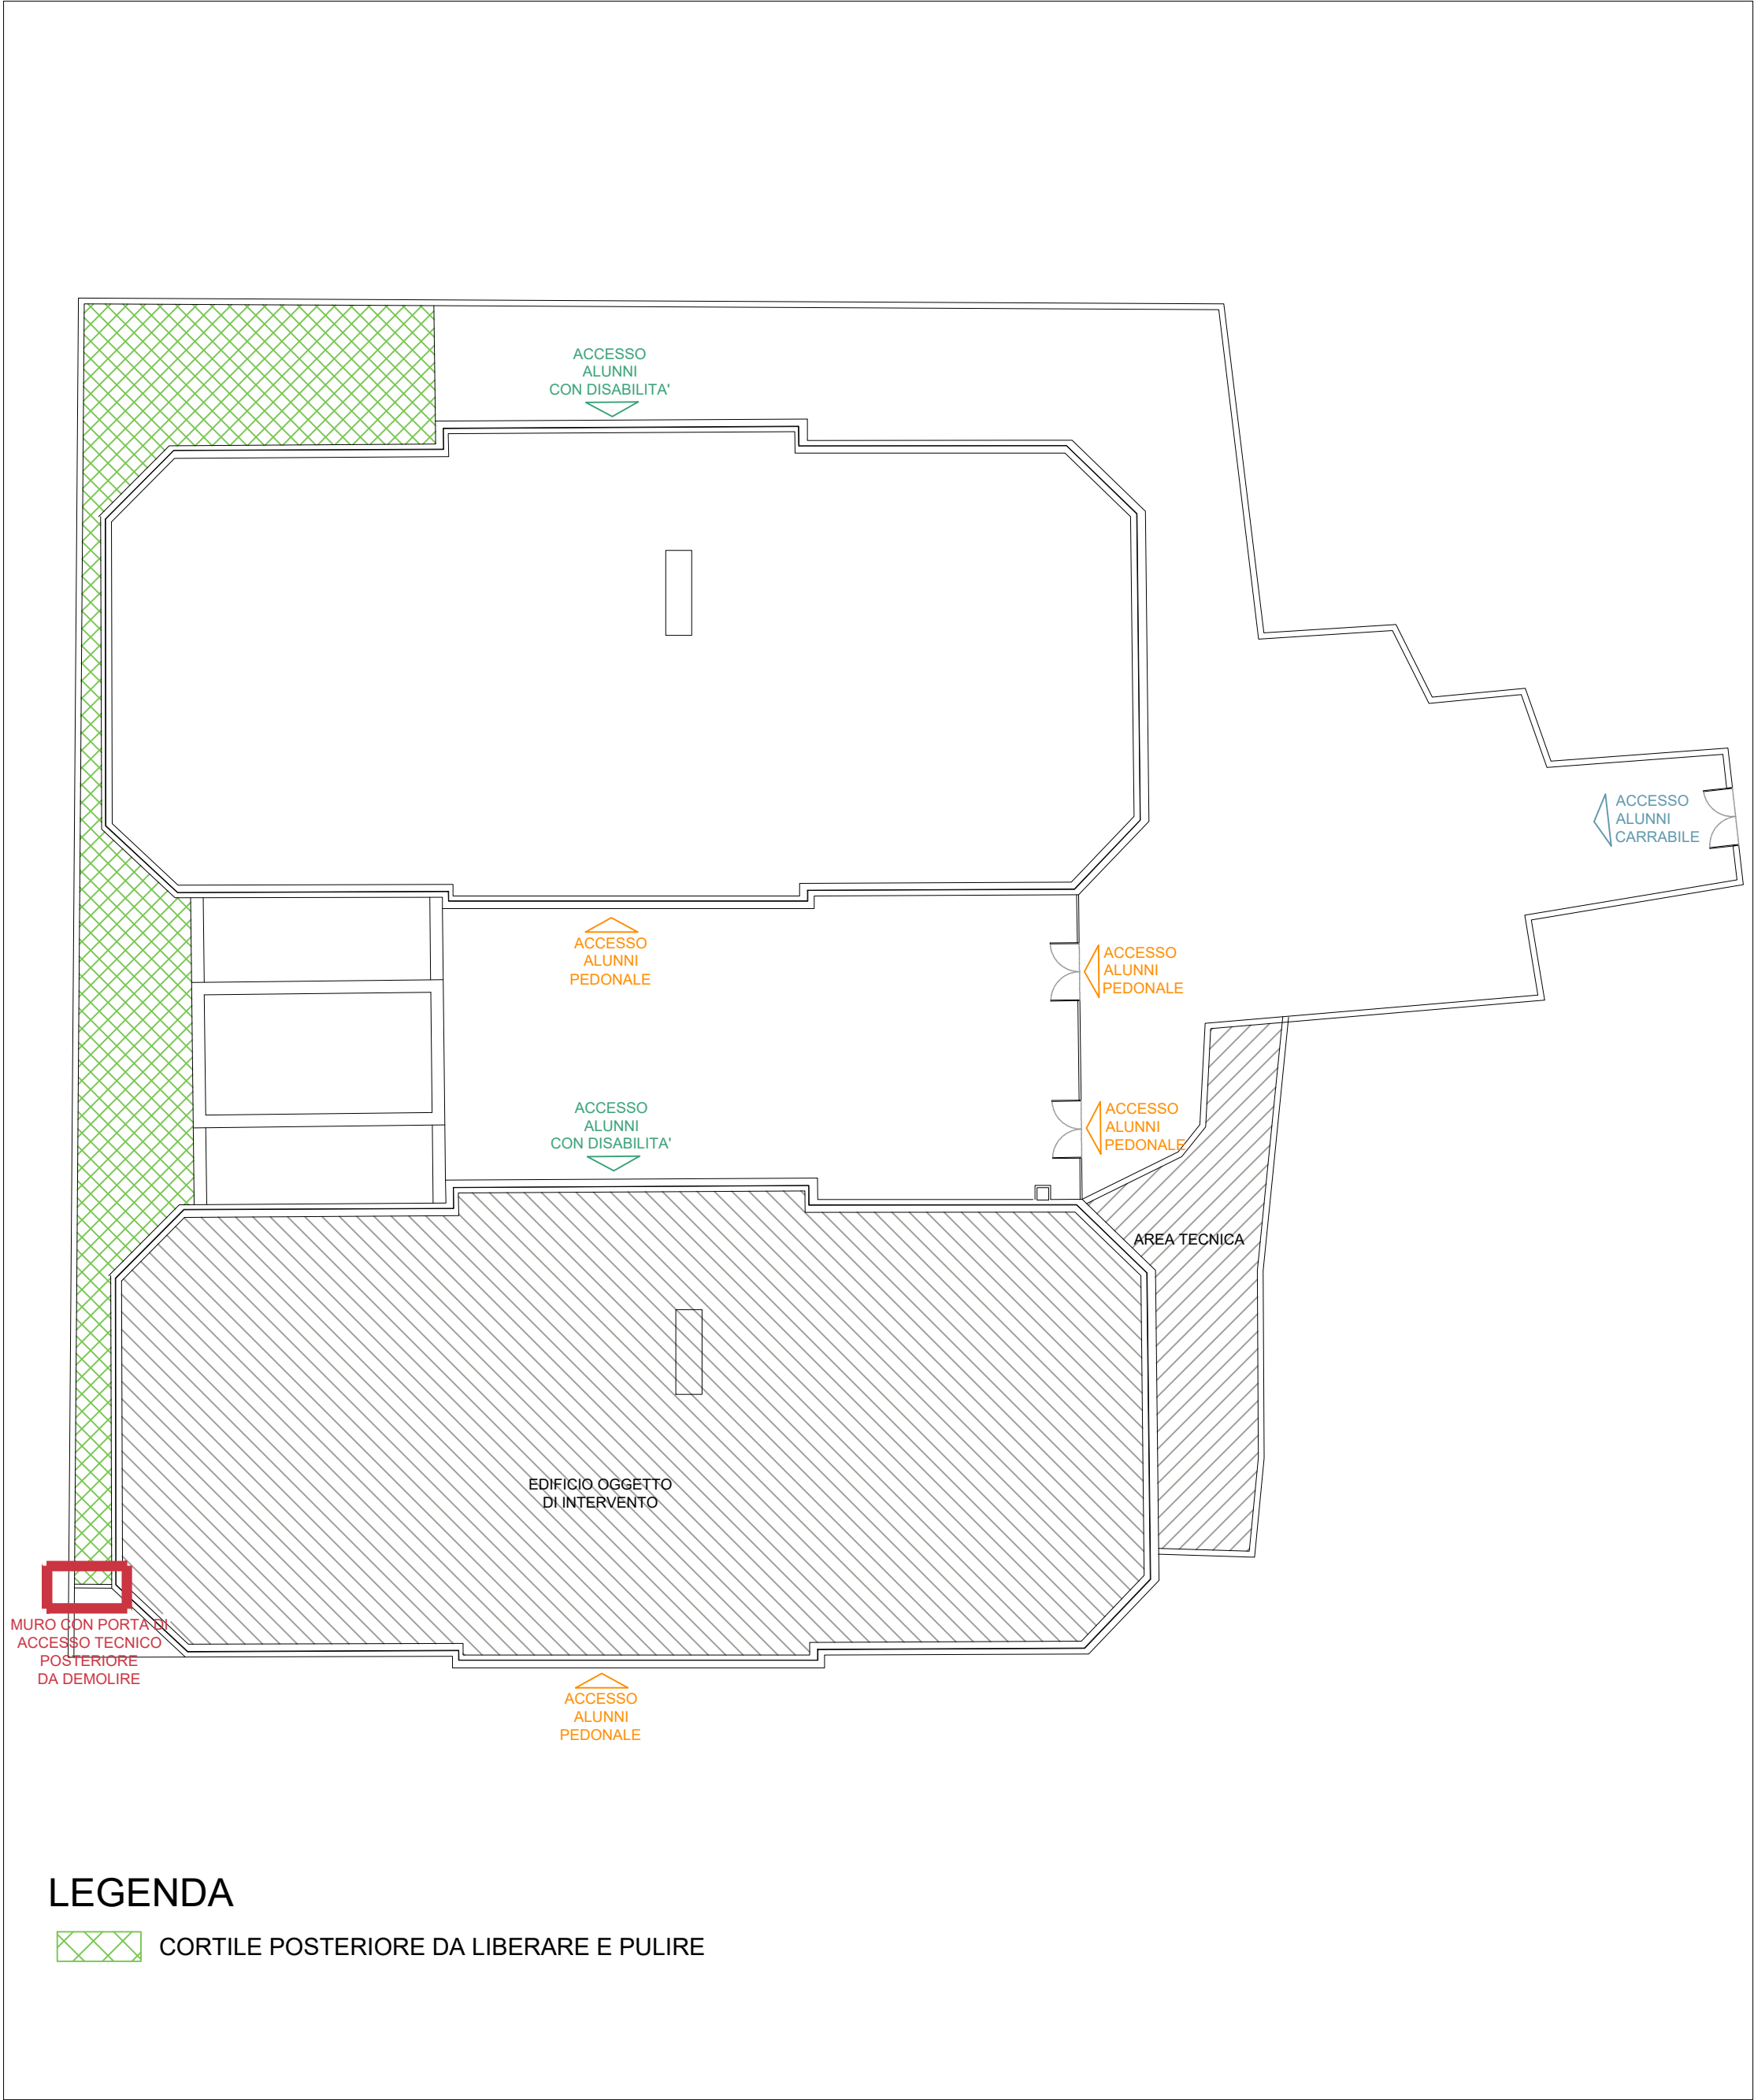 ACCESSO
ALUNNI
CON DISABILITA'
ACCESSO
ALUNNI
CARRABILE
ACCESSO
ALUNNI
PEDONALE
ACCESSO
ALUNNI
PEDONALE
ACCESSO
ALUNNI
CON DISABILITA'
ACCESSO
ALUNNI
PEDONALE
AREA TECNICA
EDIFICIO OGGETTO
DI INTERVENTO
MURO CON PORTA DI
ACCESSO TECNICO
POSTERIORE
DA DEMOLIRE
ACCESSO
ALUNNI
PEDONALE
LEGENDA
CORTILE POSTERIORE DA LIBERARE E PULIRE